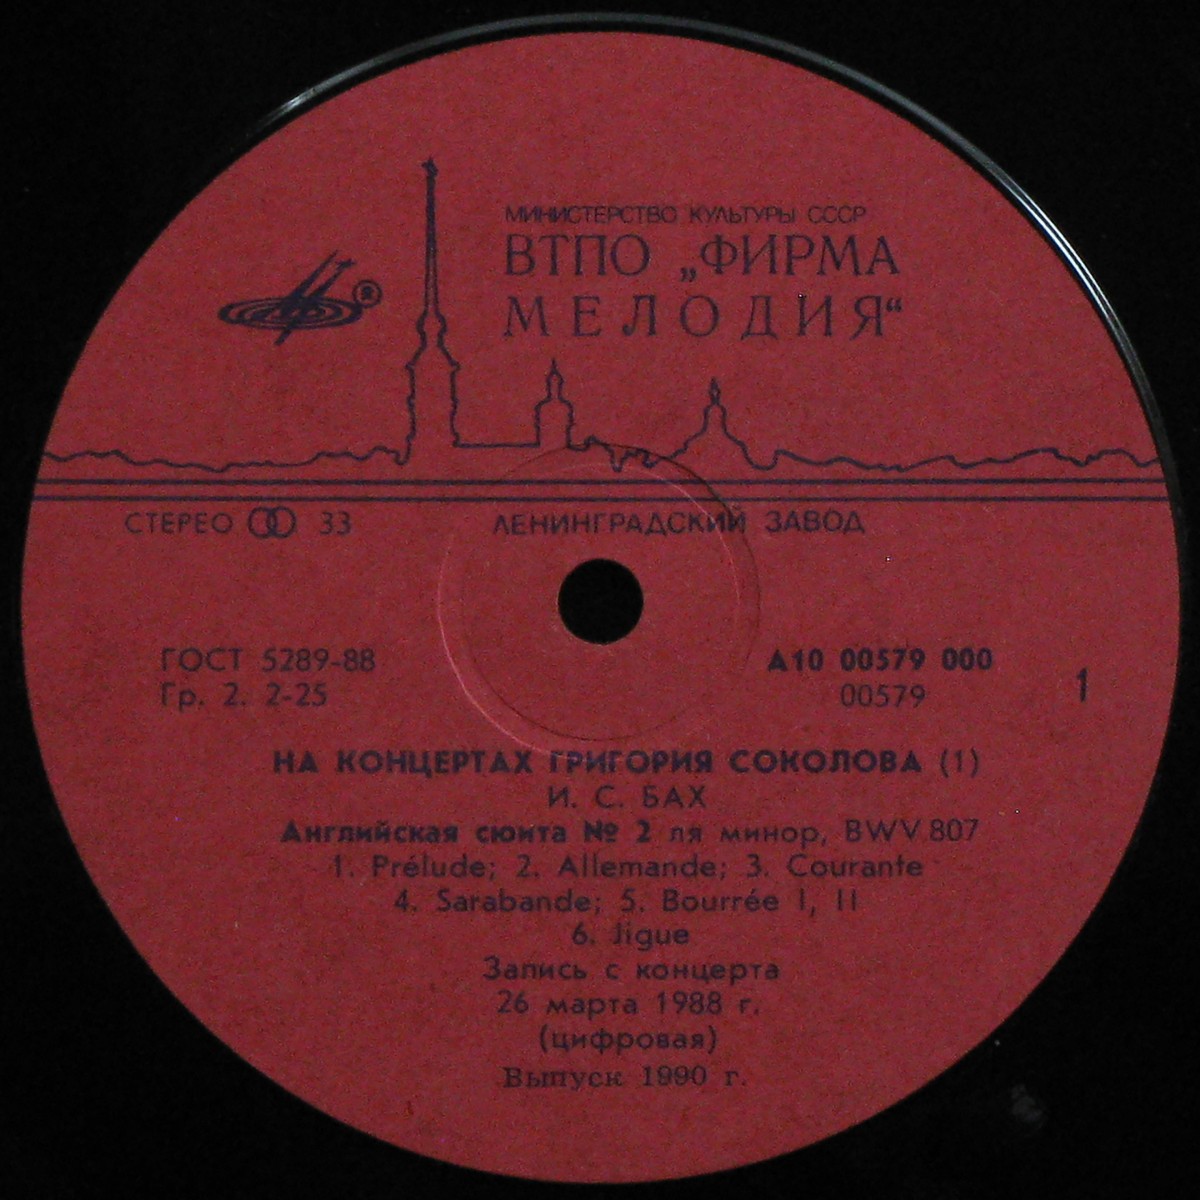 МИНИСТЕРСТВО КУЛЬТУРЫ СССР
ВТПО „ФИРМА
МЕЛОДИЯ“
®
СТЕРЕО 33
ЛЕНИНГРАДСКИЙ ЗАВОД
ГОСТ 5289-88
Гр. 2. 2-25
А10 00579 000
00579
1
НА КОНЦЕРТАХ ГРИГОРИЯ СОКОЛОВА (1)
И. С. БАХ
Английская сюита № 2 ля минор, BWV 807
1. Prélude; 2. Allemande; 3. Courante
4. Sarabande; 5. Bourrée I, II
6. Jigue
Запись с концерта
26 марта 1988 г.
(цифровая)
Выпуск 1990 г.